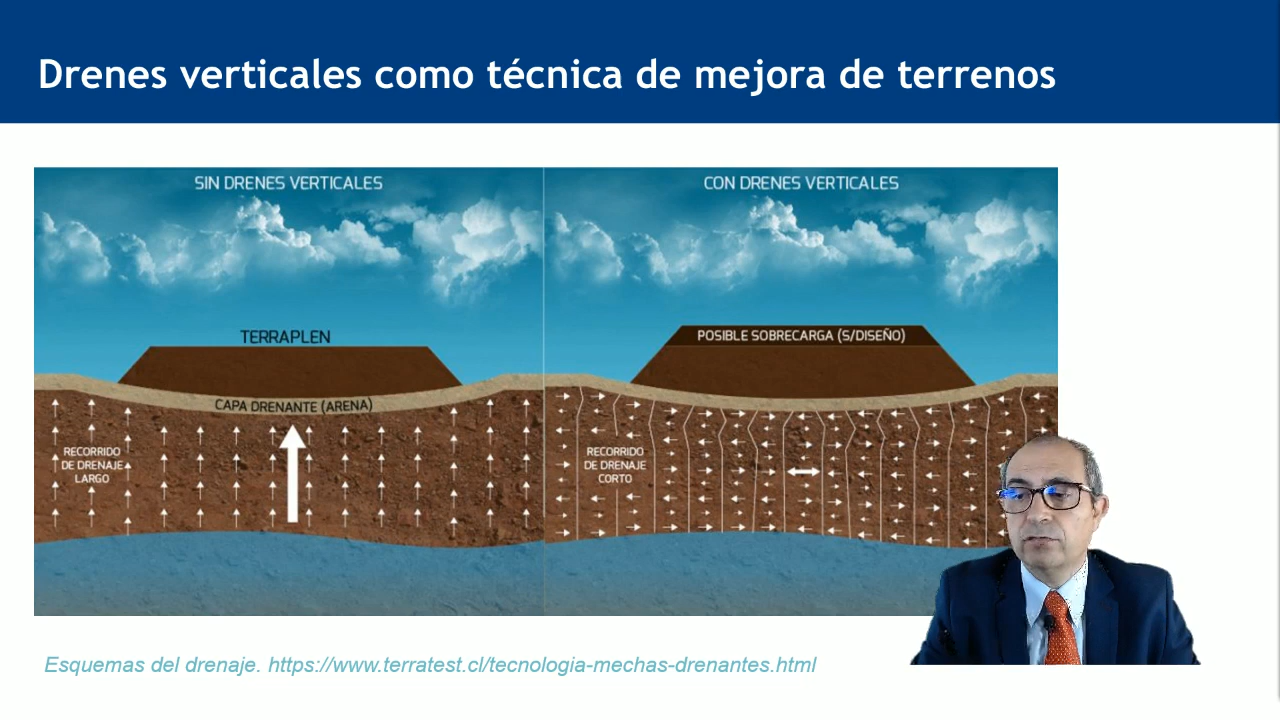 Drenes verticales como técnica de mejora de terrenos
SIN DRENES VERTICALES
CON DRENES VERTICALES
TERRAPLEN
POSIBLE SOBRECARGA (S/DISEÑO)
CAPA DRENANTE (ARENA)
RECORRIDO
DE DRENAJE
LARGO
RECORRIDO
DE DRENAJE
CORTO
Esquemas del drenaje. https://www.terratest.cl/tecnologia-mechas-drenantes.html